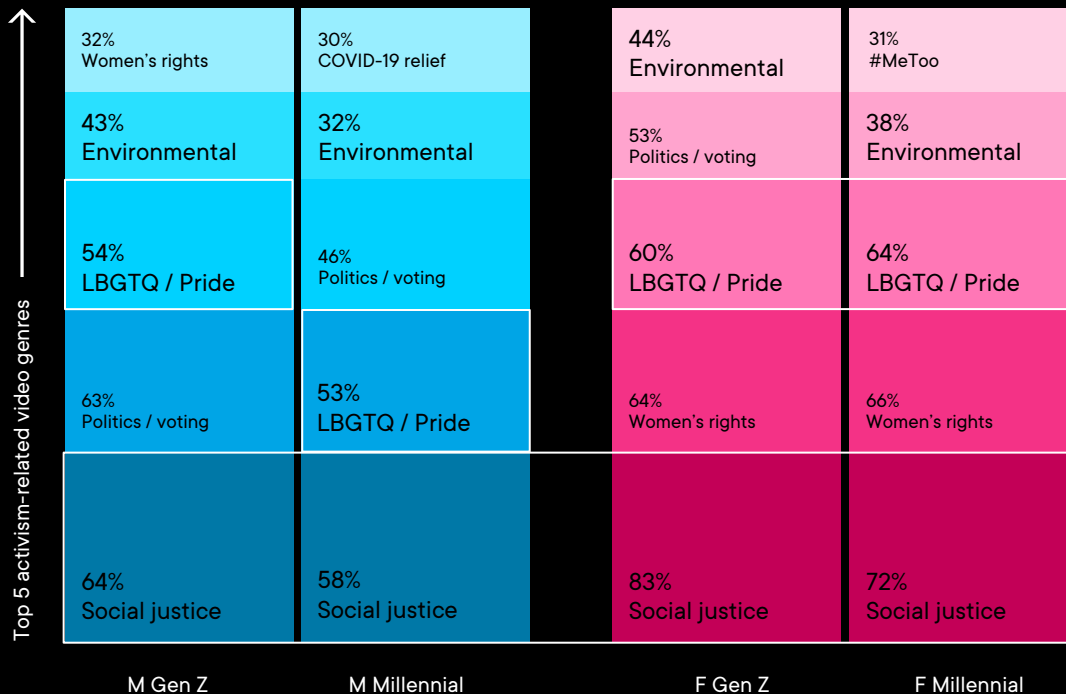 Top 5 activism-related video genres
32%
Women's rights
43%
Environmental
54%
LBGTQ / Pride
63%
Politics / voting
64%
Social justice
M Gen Z
30%
COVID-19 relief
32%
Environmental
46%
Politics / voting
53%
LBGTQ / Pride
58%
Social justice
M Millennial
44%
Environmental
53%
Politics / voting
60%
LBGTQ / Pride
64%
Women's rights
83%
Social justice
F Gen Z
31%
#MeToo
38%
Environmental
64%
LBGTQ / Pride
66%
Women's rights
72%
Social justice
F Millennial